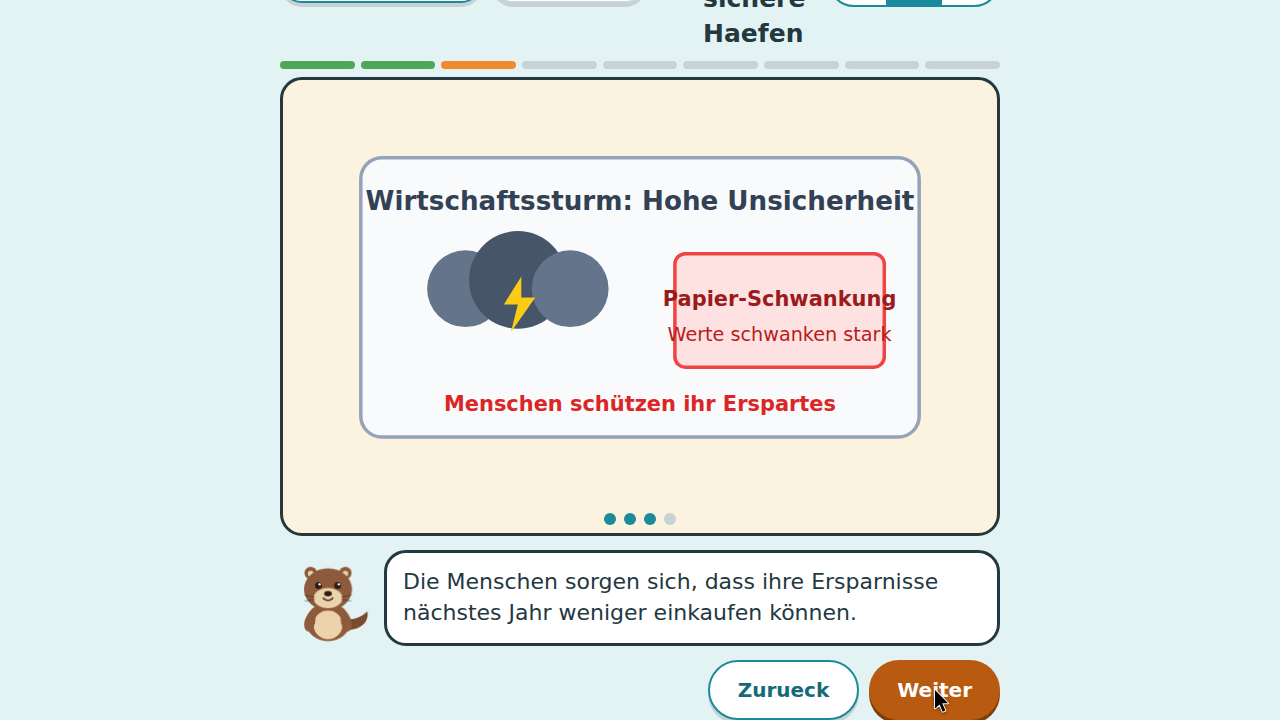 sichere
Haefen
Wirtschaftssturm: Hohe Unsicherheit
Papier-Schwankung
Werte schwanken stark
Menschen schützen ihr Erspartes
Die Menschen sorgen sich, dass ihre Ersparnisse
nächstes Jahr weniger einkaufen können.
Zurueck
Weiter